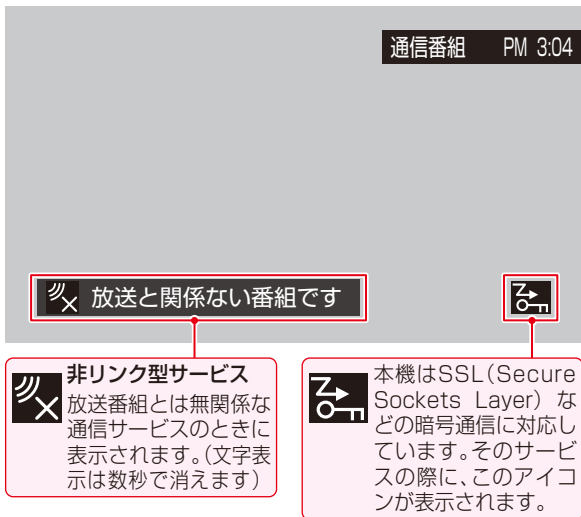 通信番組 PM 3:04
放送と関係ない番組です
非リンク型サービス
放送番組とは無関係な
通信サービスのときに
表示されます。(文字表
示は数秒で消えます)
本機はSSL(Secure
Sockets Layer) な
どの暗号通信に対応し
ています。そのサービ
スの際に、このアイコ
ンが表示されます。